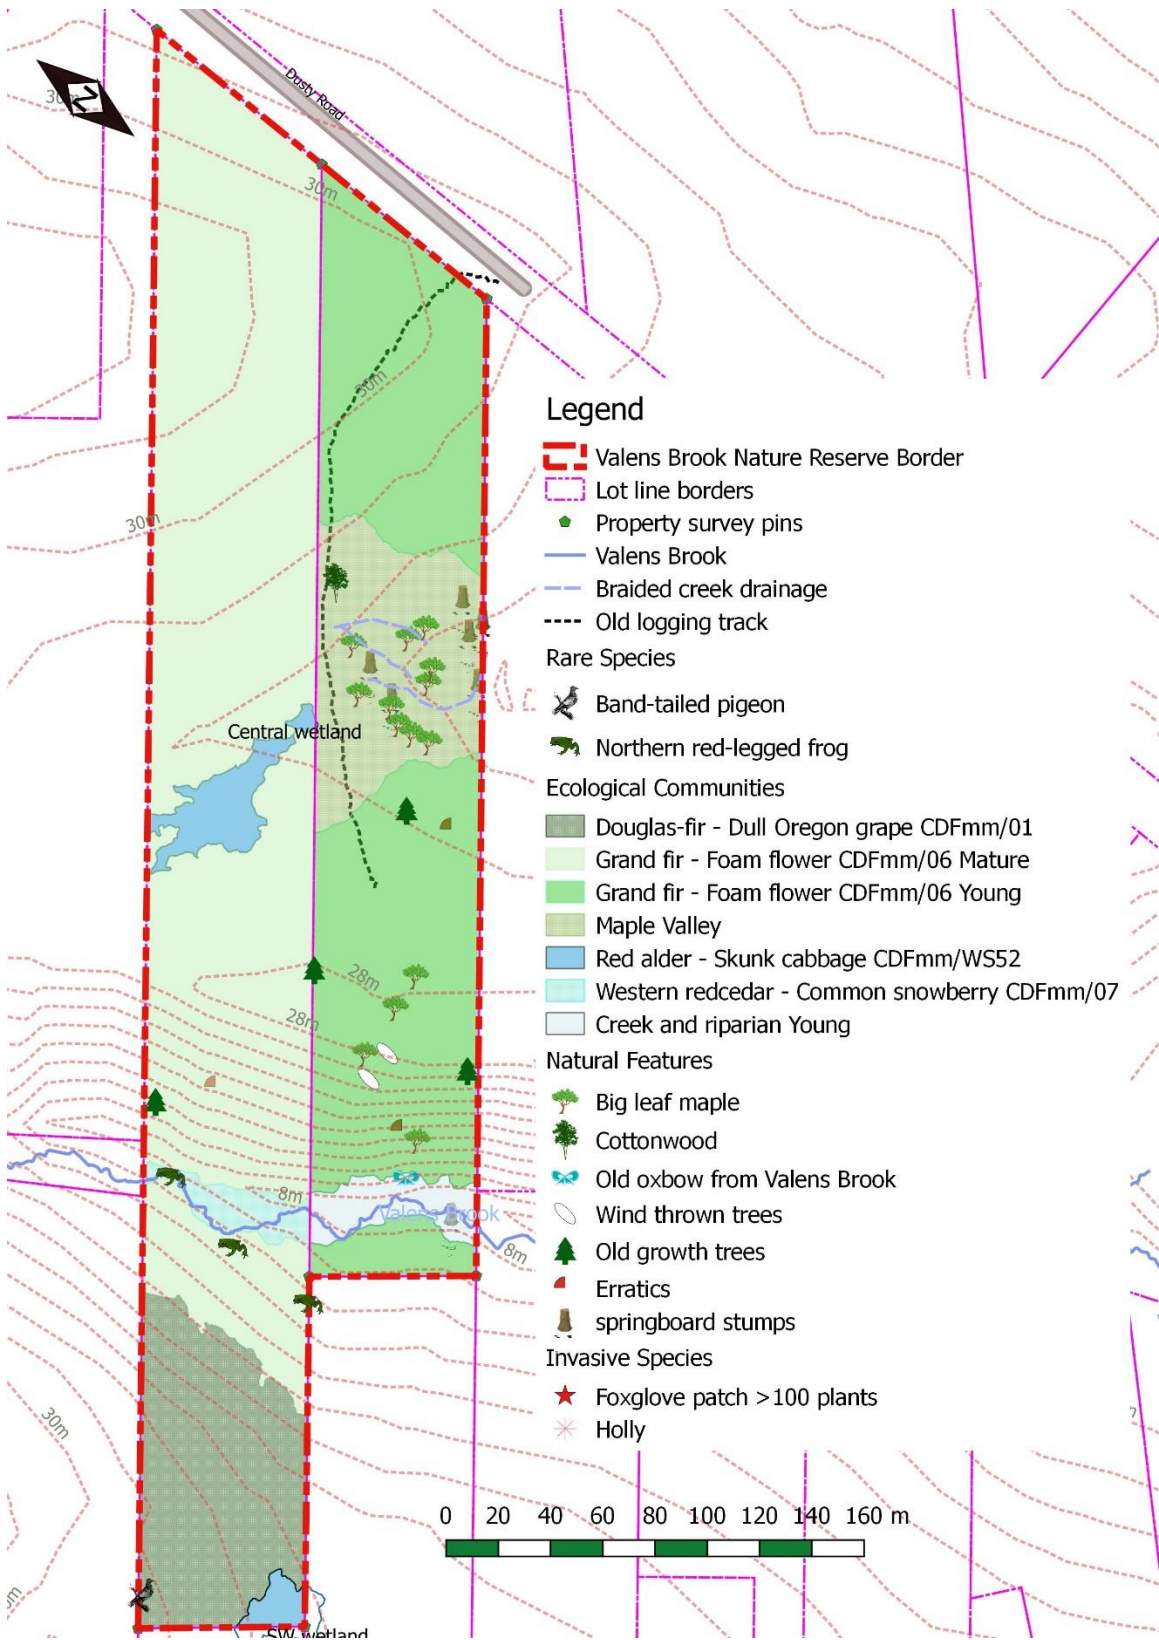 Dusty Road
N
30m
30m
30m
30m
Central wetland
28m
28m
8m
Valens Brook
8m
30m
SW wetland
Legend
Valens Brook Nature Reserve Border
Lot line borders
Property survey pins
Valens Brook
Braided creek drainage
Old logging track
Rare Species
Band-tailed pigeon
Northern red-legged frog
Ecological Communities
Douglas-fir - Dull Oregon grape CDFmm/01
Grand fir - Foam flower CDFmm/06 Mature
Grand fir - Foam flower CDFmm/06 Young
Maple Valley
Red alder - Skunk cabbage CDFmm/WS52
Western redcedar - Common snowberry CDFmm/07
Creek and riparian Young
Natural Features
Big leaf maple
Cottonwood
Old oxbow from Valens Brook
Wind thrown trees
Old growth trees
Erratics
springboard stumps
Invasive Species
Foxglove patch >100 plants
Holly
0 20 40 60 80 100 120 140 160 m